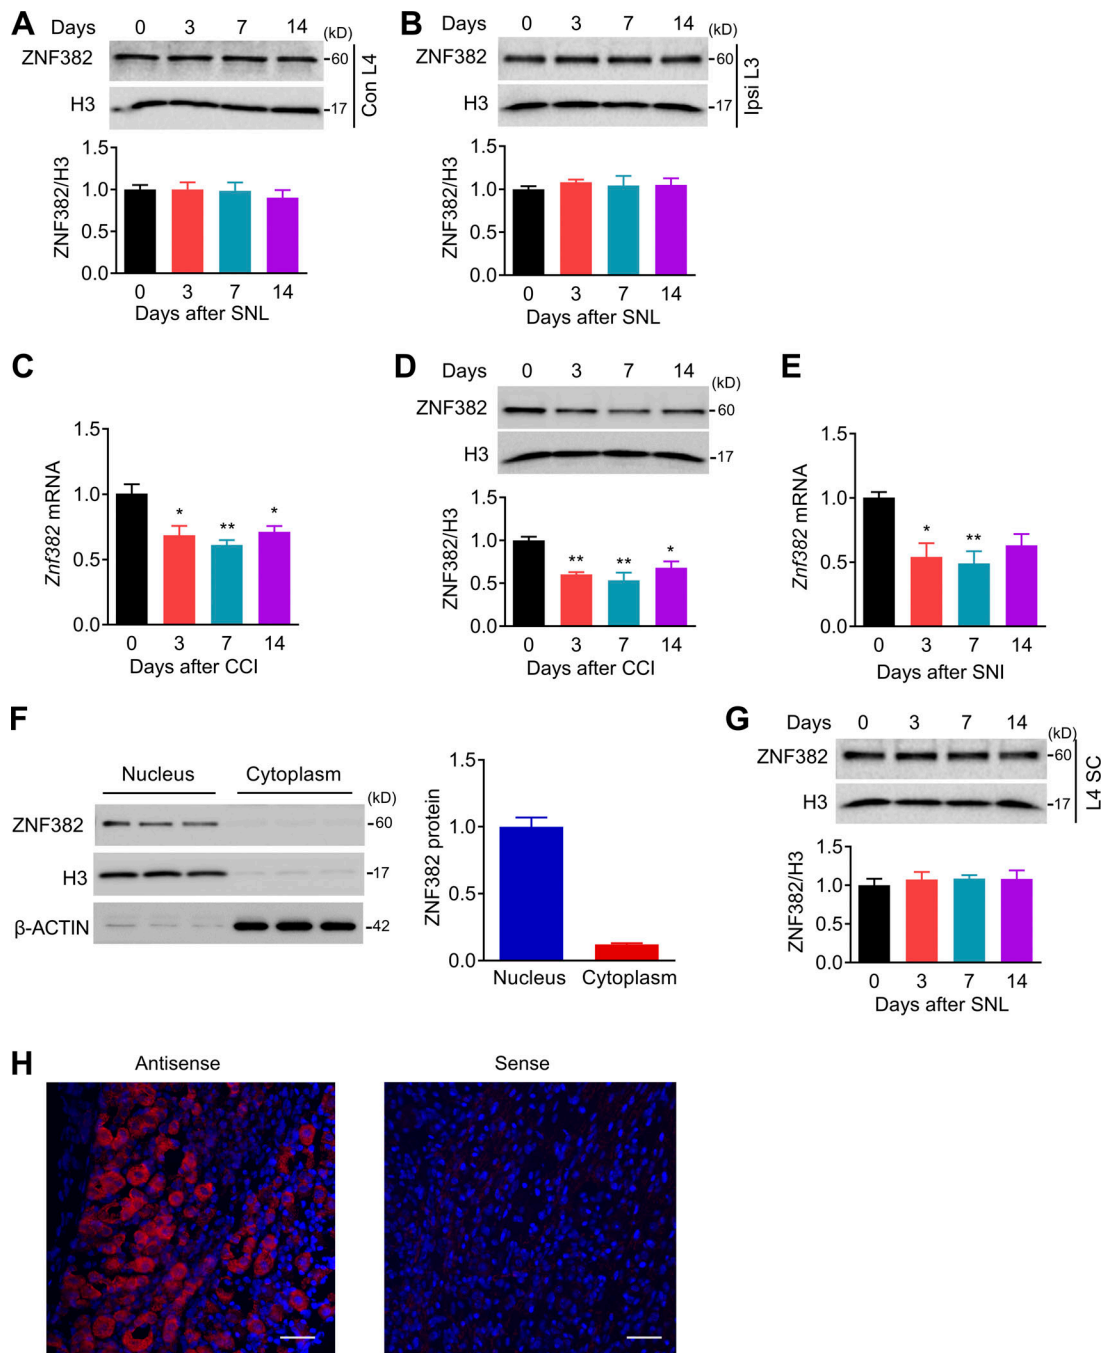 A
Days 0 3 7 14 (kD)
ZNF382 -60
H3 -17
Con L4
ZNF382/H3
1.5
1.0
0.5
0.0
0 3 7 14
Days after SNL
B
Days 0 3 7 14 (kD)
ZNF382 -60
H3 -17
Ipsi L3
ZNF382/H3
1.5
1.0
0.5
0.0
0 3 7 14
Days after SNL
C
Znf382 mRNA
1.5
1.0
0.5
0.0
* ** *
0 3 7 14
Days after CCI
D
Days 0 3 7 14 (kD)
ZNF382 -60
H3 -17
ZNF382/H3
1.5
1.0
0.5
0.0
** ** *
0 3 7 14
Days after CCI
E
Znf382 mRNA
1.5
1.0
0.5
0.0
* **
0 3 7 14
Days after SNI
F
Nucleus Cytoplasm
(kD)
ZNF382 -60
H3 -17
β-ACTIN -42
ZNF382 protein
1.5
1.0
0.5
0.0
Nucleus Cytoplasm
G
Days 0 3 7 14 (kD)
ZNF382 -60
H3 -17
L4 SC
ZNF382/H3
1.5
1.0
0.5
0.0
0 3 7 14
Days after SNL
H
Antisense Sense